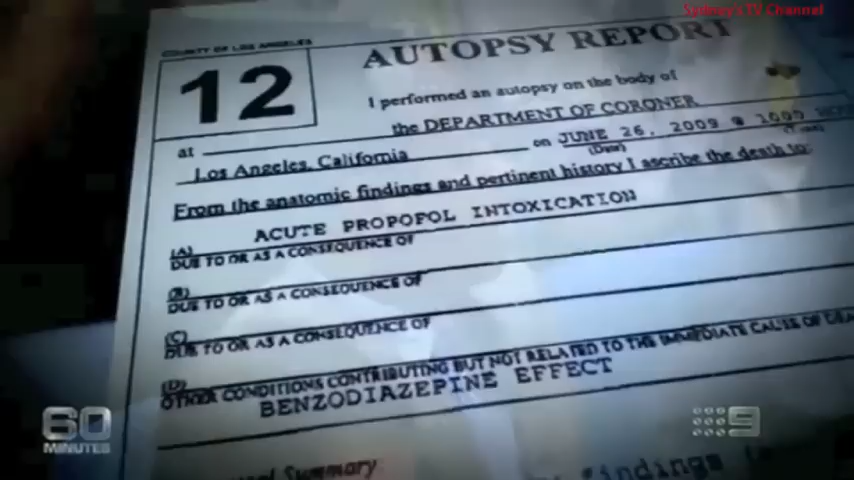 Sydney's TV Channel
COUNTY OF LOS ANGELES
AUTOPSY REPORT
12
I performed an autopsy on the body of
the DEPARTMENT OF CORONER
at
Los Angeles, California
on JUNE 26, 2009 @ 1000
(Date)
From the anatomic findings and pertinent history I ascribe the death to:
(A) ACUTE PROPOFOL INTOXICATION
DUE TO OR AS A CONSEQUENCE OF
(B)
DUE TO OR AS A CONSEQUENCE OF
(C)
DUE TO OR AS A CONSEQUENCE OF
(D)
OTHER CONDITIONS CONTRIBUTING BUT NOT RELATED TO THE IMMEDIATE CAUSE OF
BENZODIAZEPINE EFFECT
Summary
findings
60
MINUTES
9